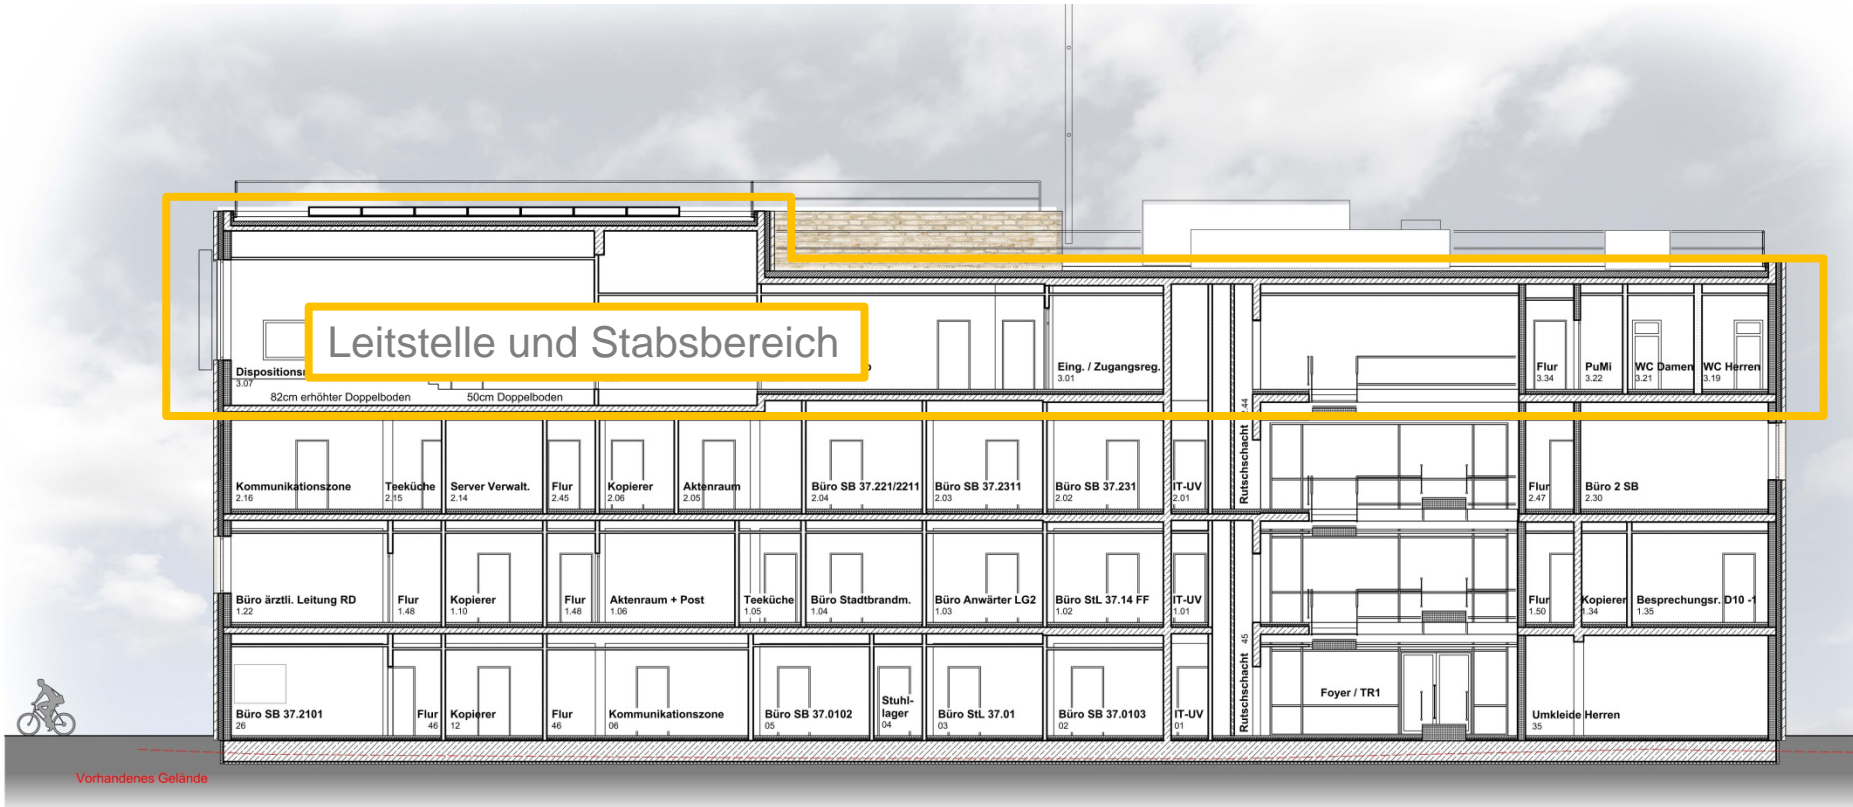 Leitstelle und Stabsbereich
Eing. / Zugangsreg.
3.01
Flur
3.34
PuMi
3.22
WC Damen
3.21
WC Herren
3.19
3.07
82cm erhöhter Doppelboden
50cm Doppelboden
Kommunikationszone
2.16
Teeküche
2.15
Server Verwalt.
2.14
Flur
2.45
Kopierer
2.06
Aktenraum
2.05
Büro SB 37.221/2211
2.04
Büro SB 37.2311
2.03
Büro SB 37.231
2.02
IT-UV
2.01
Rutschschacht
2.44
Flur
2.47
Büro 2 SB
2.30
Büro ärztli. Leitung RD
1.22
Flur
1.48
Kopierer
1.10
Flur
1.48
Aktenraum + Post
1.06
Teeküche
1.05
Büro Stadtbrandm.
1.04
Büro Anwärter LG2
1.03
Büro StL 37.14 FF
1.02
IT-UV
1.01
Flur
1.50
Kopierer
1.34
Besprechungsr. D10 -1
1.35
Büro SB 37.2101
26
Flur
46
Kopierer
12
Flur
46
Kommunikationszone
06
Büro SB 37.0102
05
Stuhl-
lager
04
Büro StL 37.01
03
Büro SB 37.0103
02
IT-UV
01
Rutschschacht
45
Foyer / TR1
Umkleide Herren
35
Vorhandenes Gelände